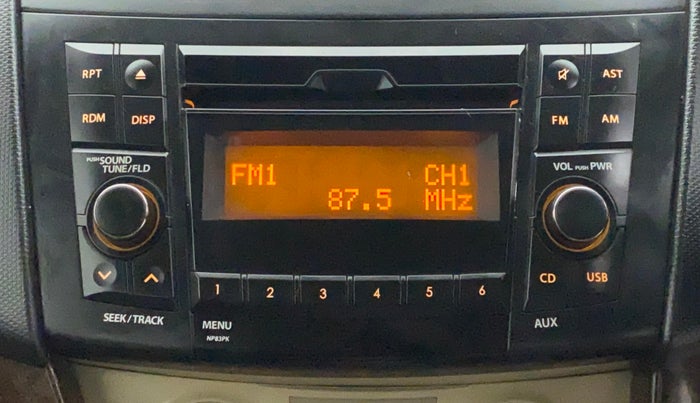 RPT
AST
RDM
DISP
FM
AM
PUSH SOUND
TUNE/FLD
VOL PUSH PWR
FM1 CH1
87.5 MHz
CD
USB
1 2 3 4 5 6
SEEK/TRACK
MENU
NP83PK
AUX